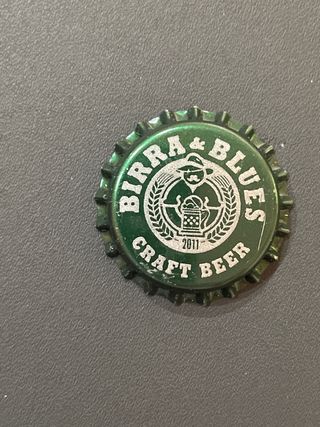 BIRRA & BLUES
2011
CRAFT BEER